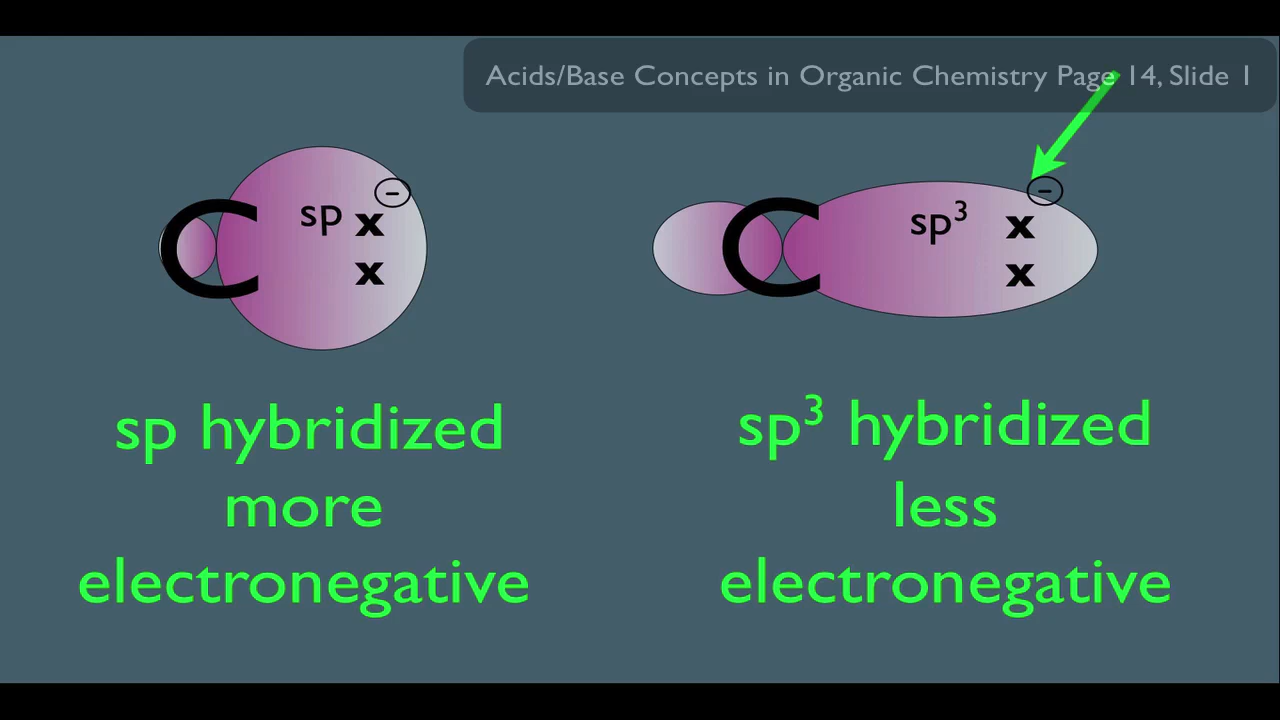 Acids/Base Concepts in Organic Chemistry Page 14, Slide 1
C sp x −
x
C sp³ x −
x
sp hybridized
more
electronegative
sp³ hybridized
less
electronegative